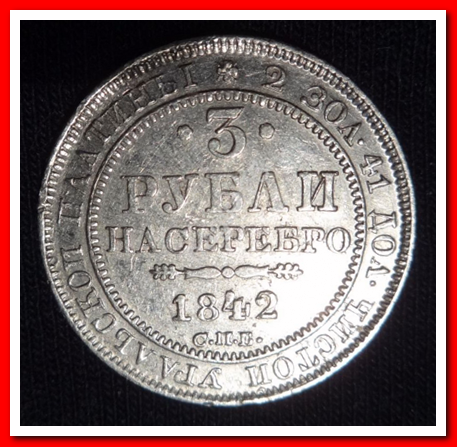 * 2 ЗОЛ · 41 ДОЛ · ЧИСТОЙ УРАЛЬСКОЙ ПЛАТИНЫ
· 3 ·
РУБЛИ
НА СЕРЕБРО
1842
С.П.Б.